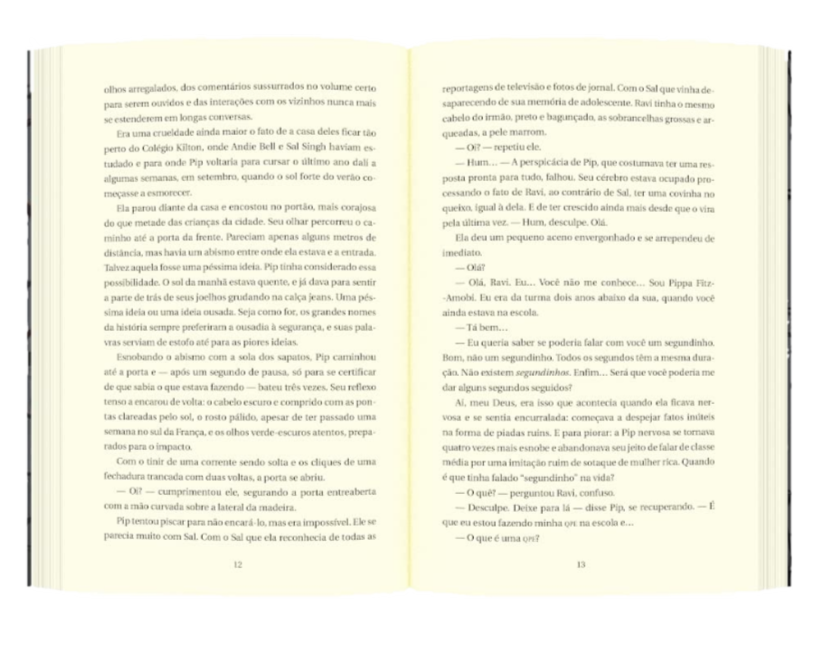 olhos arregalados, dos comentários sussurrados no volume certo
para serem ouvidos e das interações com os vizinhos nunca mais
se estenderem em longas conversas.
Era uma crueldade ainda maior o fato de a casa deles ficar tão
perto do Colégio Kilton, onde Andie Bell e Sal Singh haviam es-
tudado e para onde Pip voltaria para cursar o último ano dali a
algumas semanas, em setembro, quando o sol forte do verão co-
meçasse a esmorecer.
Ela parou diante da casa e encostou no portão, mais corajosa
do que metade das crianças da cidade. Seu olhar percorreu o ca-
minho até a porta da frente. Pareciam apenas alguns metros de
distância, mas havia um abismo entre onde ela estava e a entrada.
Talvez aquela fosse uma péssima ideia. Pip tinha considerado essa
possibilidade. O sol da manhã estava quente, e já dava para sentir
a parte de trás de seus joelhos grudando na calça jeans. Uma pés-
sima ideia ou uma ideia ousada. Seja como for, os grandes nomes
da história sempre preferiram a ousadia à segurança, e suas pala-
vras serviam de estofo até para as piores ideias.
Esnobando o abismo com a sola dos sapatos, Pip caminhou
até a porta e — após um segundo de pausa, só para se certificar
de que sabia o que estava fazendo — bateu três vezes. Seu reflexo
tenso a encarou de volta: o cabelo escuro e comprido com as pon-
tas clareadas pelo sol, o rosto pálido, apesar de ter passado uma
semana no sul da França, e os olhos verde-escuros atentos, prepa-
rados para o impacto.
Com o tinir de uma corrente sendo solta e os cliques de uma
fechadura trancada com duas voltas, a porta se abriu.
— Oi? — cumprimentou ele, segurando a porta entreaberta
com a mão curvada sobre a lateral da madeira.
Pip tentou piscar para não encará-lo, mas era impossível. Ele se
parecia muito com Sal. Com o Sal que ela reconhecia de todas as
12
reportagens de televisão e fotos de jornal. Com o Sal que vinha de-
saparecendo de sua memória de adolescente. Ravi tinha o mesmo
cabelo do irmão, preto e bagunçado, as sobrancelhas grossas e ar-
queadas, a pele marrom.
— Oi? — repetiu ele.
— Hum... — A perspicácia de Pip, que costumava ter uma res-
posta pronta para tudo, falhou. Seu cérebro estava ocupado pro-
cessando o fato de Ravi, ao contrário de Sal, ter uma covinha no
queixo, igual à dela. E de ter crescido ainda mais desde que o vira
pela última vez. — Hum, desculpe. Olá.
Ela deu um pequeno aceno envergonhado e se arrependeu de
imediato.
— Olá?
— Olá, Ravi. Eu... Você não me conhece... Sou Pippa Fitz-
-Amobi. Eu era da turma dois anos abaixo da sua, quando você
ainda estava na escola.
— Tá bem...
— Eu queria saber se poderia falar com você um segundinho.
Bom, não um segundinho. Todos os segundos têm a mesma dura-
ção. Não existem segundinhos. Enfim... Será que você poderia me
dar alguns segundos seguidos?
Ai, meu Deus, era isso que acontecia quando ela ficava ner-
vosa e se sentia encurralada: começava a despejar fatos inúteis
na forma de piadas ruins. E para piorar: a Pip nervosa se tornava
quatro vezes mais esnobe e abandonava seu jeito de falar de classe
média por uma imitação ruim de sotaque de mulher rica. Quando
é que tinha falado "segundinho" na vida?
— O quê? — perguntou Ravi, confuso.
— Desculpe. Deixe para lá — disse Pip, se recuperando. — É
que eu estou fazendo minha QPE na escola e...
— O que é uma QPE?
13